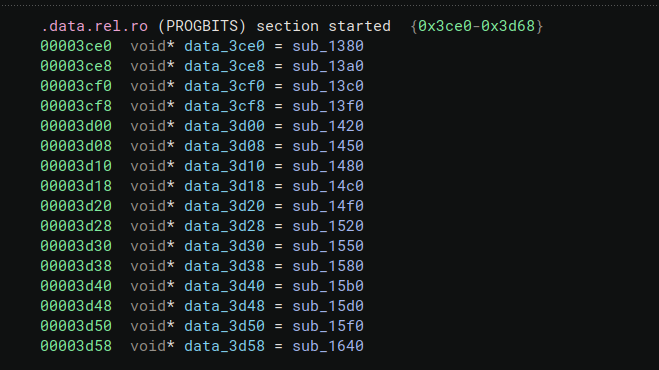 .data.rel.ro (PROGBITS) section started  {0x3ce0-0x3d68}
00003ce0  void* data_3ce0 = sub_1380
00003ce8  void* data_3ce8 = sub_13a0
00003cf0  void* data_3cf0 = sub_13c0
00003cf8  void* data_3cf8 = sub_13f0
00003d00  void* data_3d00 = sub_1420
00003d08  void* data_3d08 = sub_1450
00003d10  void* data_3d10 = sub_1480
00003d18  void* data_3d18 = sub_14c0
00003d20  void* data_3d20 = sub_14f0
00003d28  void* data_3d28 = sub_1520
00003d30  void* data_3d30 = sub_1550
00003d38  void* data_3d38 = sub_1580
00003d40  void* data_3d40 = sub_15b0
00003d48  void* data_3d48 = sub_15d0
00003d50  void* data_3d50 = sub_15f0
00003d58  void* data_3d58 = sub_1640